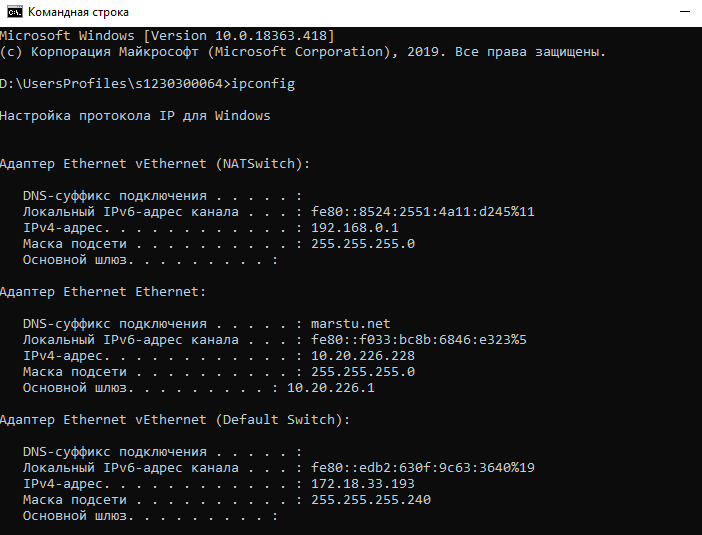 Командная строка
Microsoft Windows [Version 10.0.18363.418]
(c) Корпорация Майкрософт (Microsoft Corporation), 2019. Все права защищены.
D:\UsersProfiles\s1230300064>ipconfig
Настройка протокола IP для Windows
Адаптер Ethernet vEthernet (NATSwitch):
DNS-суффикс подключения . . . . . :
Локальный IPv6-адрес канала . . . : fe80::8524:2551:4a11:d245%11
IPv4-адрес. . . . . . . . . . . . : 192.168.0.1
Маска подсети . . . . . . . . . . : 255.255.255.0
Основной шлюз. . . . . . . . . :
Адаптер Ethernet Ethernet:
DNS-суффикс подключения . . . . . : marstu.net
Локальный IPv6-адрес канала . . . : fe80::f033:bc8b:6846:e323%5
IPv4-адрес. . . . . . . . . . . . : 10.20.226.228
Маска подсети . . . . . . . . . . : 255.255.255.0
Основной шлюз. . . . . . . . . : 10.20.226.1
Адаптер Ethernet vEthernet (Default Switch):
DNS-суффикс подключения . . . . . :
Локальный IPv6-адрес канала . . . : fe80::edb2:630f:9c63:3640%19
IPv4-адрес. . . . . . . . . . . . : 172.18.33.193
Маска подсети . . . . . . . . . . : 255.255.255.240
Основной шлюз. . . . . . . . . :